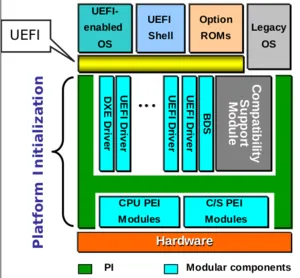 UEFI
UEFI-
enabled
OS
UEFI
Shell
Option
ROMs
Legacy
OS
Platform Initialization
DXE Driver
UEFI Driver
...
UEFI Driver
UEFI Driver
BDS
Compatibility
Support
Module
CPU PEI
Modules
C/S PEI
Modules
Hardware
PI
Modular components